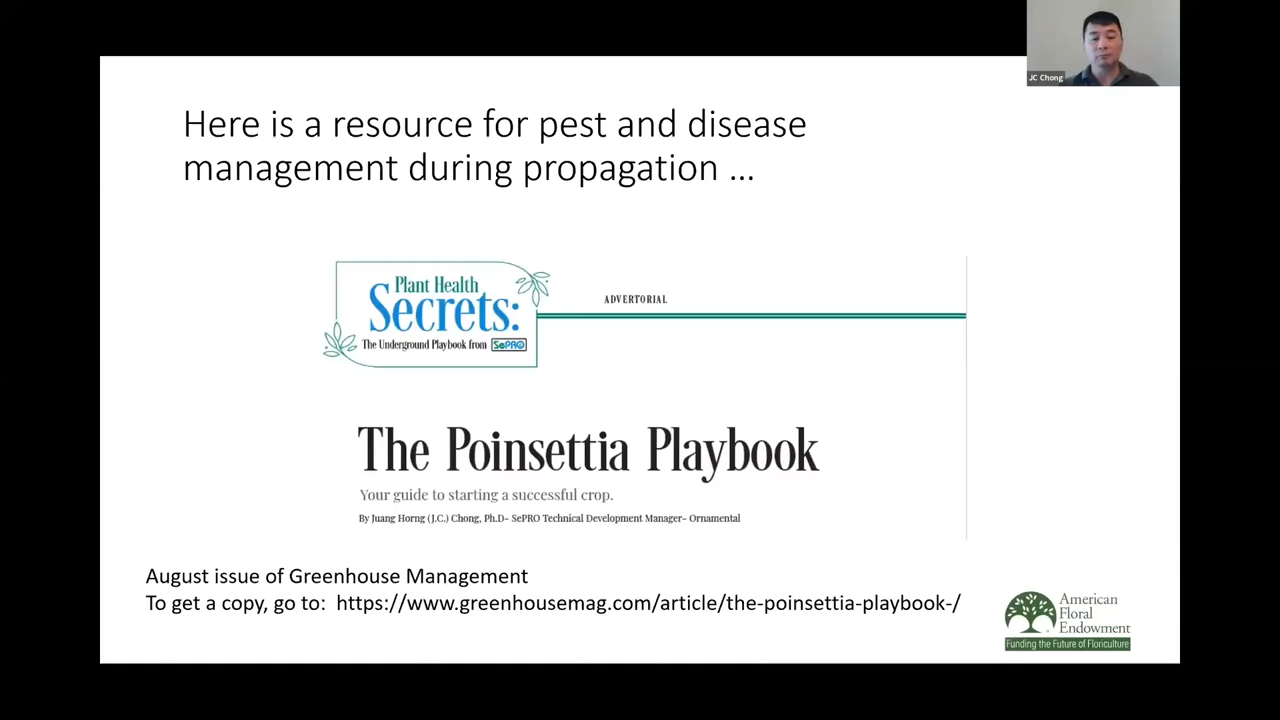 JC Chong
Here is a resource for pest and disease
management during propagation …
Plant Health
Secrets:
The Underground Playbook from SePRO
ADVERTORIAL
The Poinsettia Playbook
Your guide to starting a successful crop.
By Juang Horng (J.C.) Chong, Ph.D- SePRO Technical Development Manager- Ornamental
August issue of Greenhouse Management
To get a copy, go to: https://www.greenhousemag.com/article/the-poinsettia-playbook-/
American
Floral
Endowment
Funding the Future of Floriculture